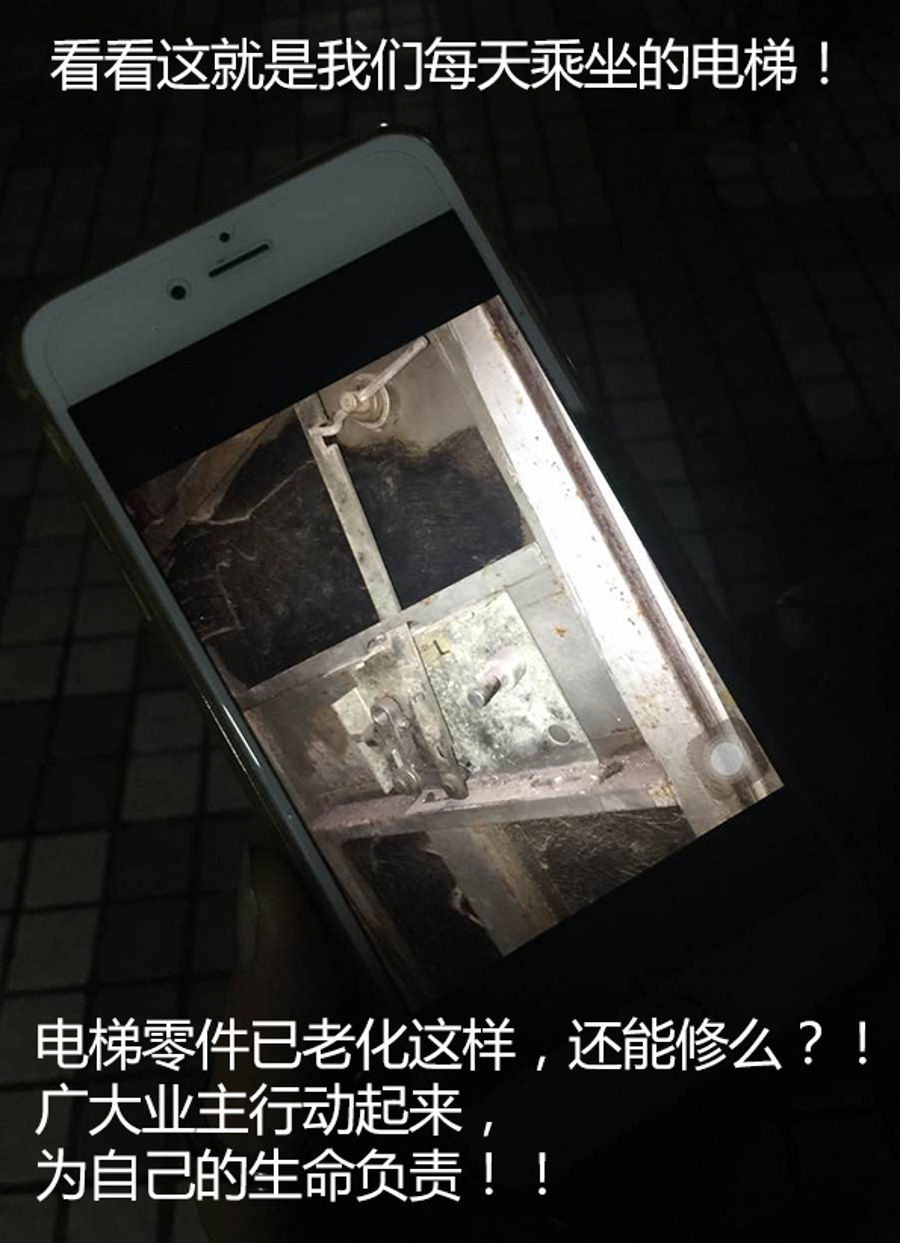 看看这就是我们每天乘坐的电梯！
L
电梯零件已老化这样，还能修么？！
广大业主行动起来，
为自己的生命负责！！